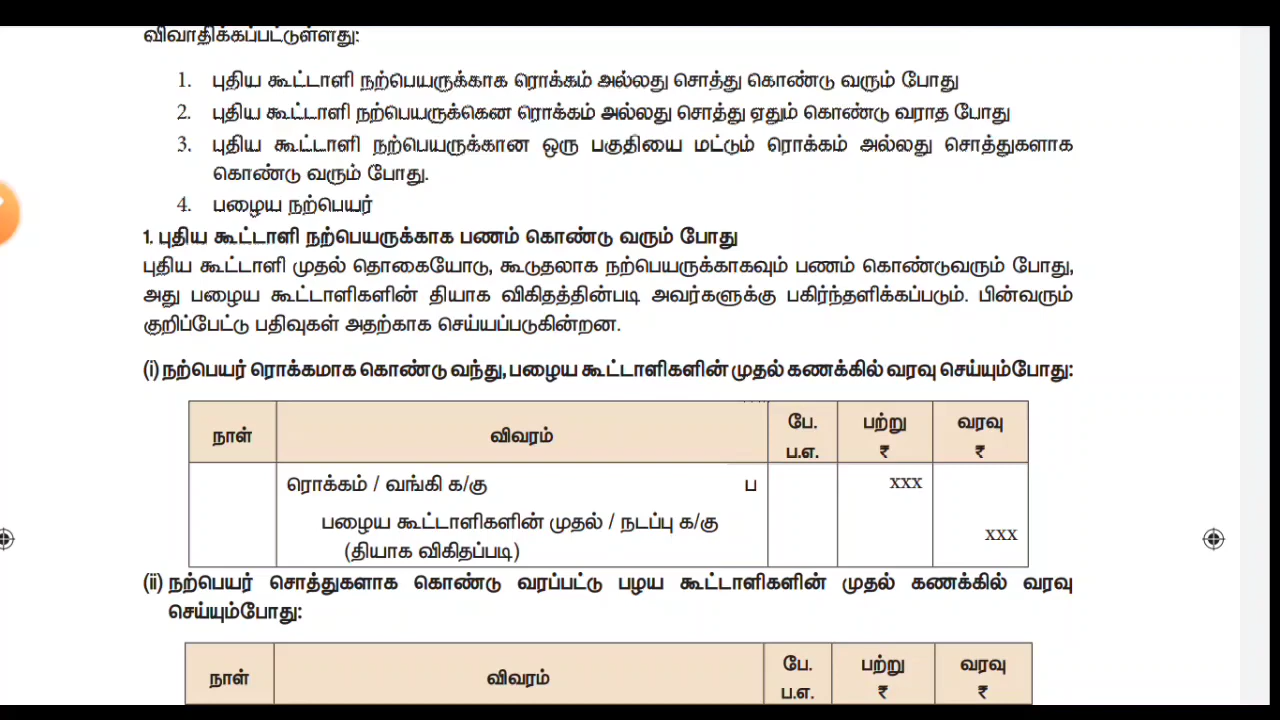 விவாதிக்கப்பட்டுள்ளது:
1. புதிய கூட்டாளி நற்பெயருக்காக ரொக்கம் அல்லது சொத்து கொண்டு வரும் போது
2. புதிய கூட்டாளி நற்பெயருக்கென ரொக்கம் அல்லது சொத்து ஏதும் கொண்டு வராத போது
3. புதிய கூட்டாளி நற்பெயருக்கான ஒரு பகுதியை மட்டும் ரொக்கம் அல்லது சொத்துகளாக
கொண்டு வரும் போது.
4. பழைய நற்பெயர்
1. புதிய கூட்டாளி நற்பெயருக்காக பணம் கொண்டு வரும் போது
புதிய கூட்டாளி முதல் தொகையோடு, கூடுதலாக நற்பெயருக்காகவும் பணம் கொண்டுவரும் போது,
அது பழைய கூட்டாளிகளின் தியாக விகிதத்தின்படி அவர்களுக்கு பகிர்ந்தளிக்கப்படும். பின்வரும்
குறிப்பேட்டு பதிவுகள் அதற்காக செய்யப்படுகின்றன.
(i) நற்பெயர் ரொக்கமாக கொண்டு வந்து, பழைய கூட்டாளிகளின் முதல் கணக்கில் வரவு செய்யும்போது:
நாள் விவரம் பே. ப.எ. பற்று ₹ வரவு ₹
ரொக்கம் / வங்கி க/கு ப xxx
பழைய கூட்டாளிகளின் முதல் / நடப்பு க/கு xxx
(தியாக விகிதப்படி)
(ii) நற்பெயர் சொத்துகளாக கொண்டு வரப்பட்டு பழய கூட்டாளிகளின் முதல் கணக்கில் வரவு
செய்யும்போது:
நாள் விவரம் பே. ப.எ. பற்று ₹ வரவு ₹